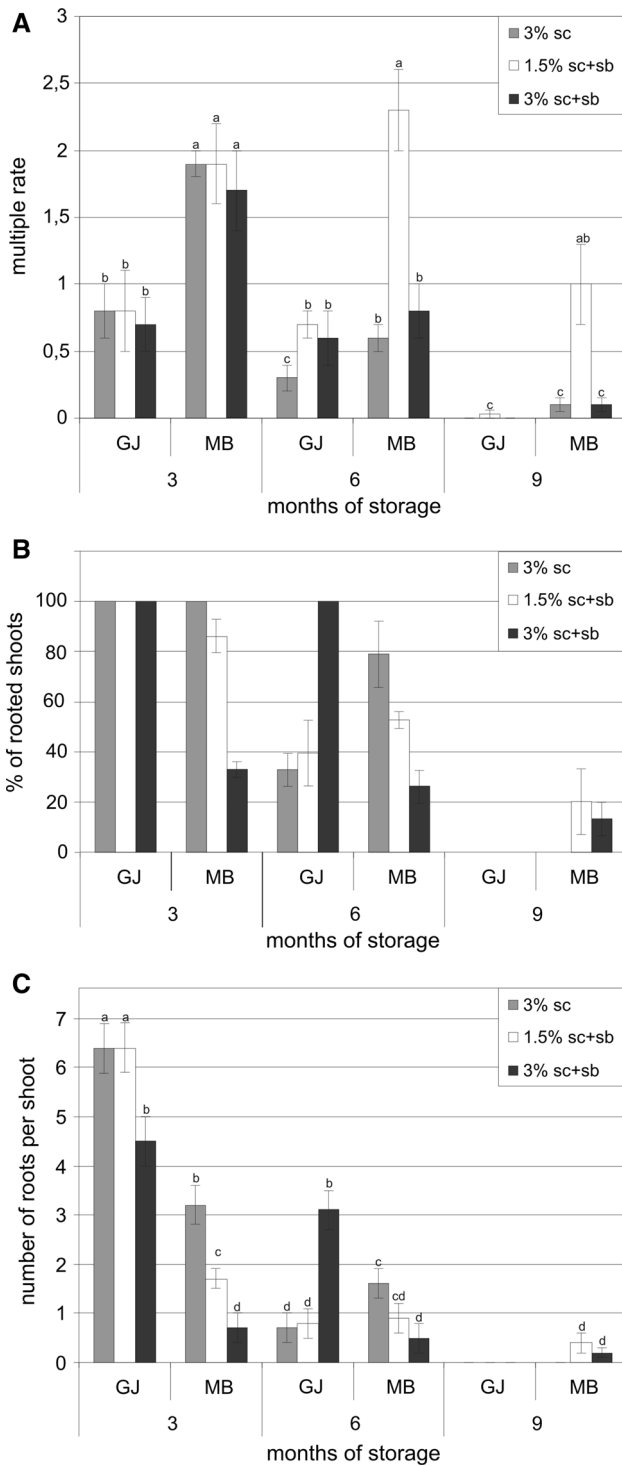 A
3% sc
1.5% sc+sb
3% sc+sb
multiple rate
3
2,5
2
1,5
1
0,5
0
b b b
a a a
c b b
b a b
c
c ab c
GJ MB GJ MB GJ MB
3 6 9
months of storage
B
3% sc
1.5% sc+sb
3% sc+sb
% of rooted shoots
100
80
60
40
20
0
GJ MB GJ MB GJ MB
3 6 9
months of storage
C
3% sc
1.5% sc+sb
3% sc+sb
number of roots per shoot
7
6
5
4
3
2
1
0
a a b
b c d
d d b
c cd d
d d
GJ MB GJ MB GJ MB
3 6 9
months of storage